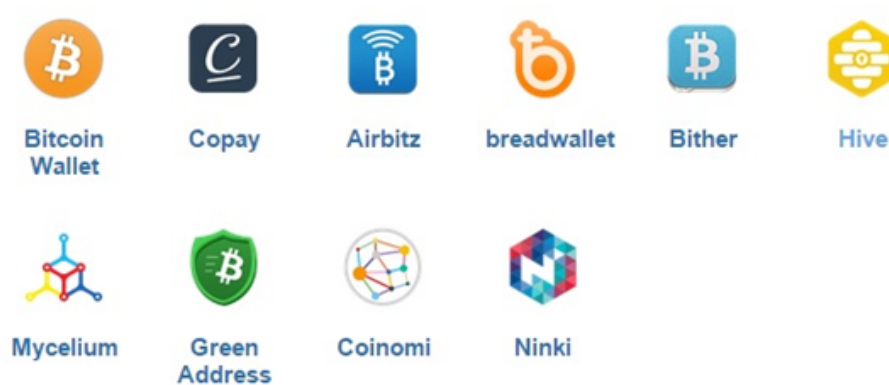 Bitcoin Wallet
Copay
Airbitz
breadwallet
Bither
Hive
Mycelium
Green Address
Coinomi
Ninki